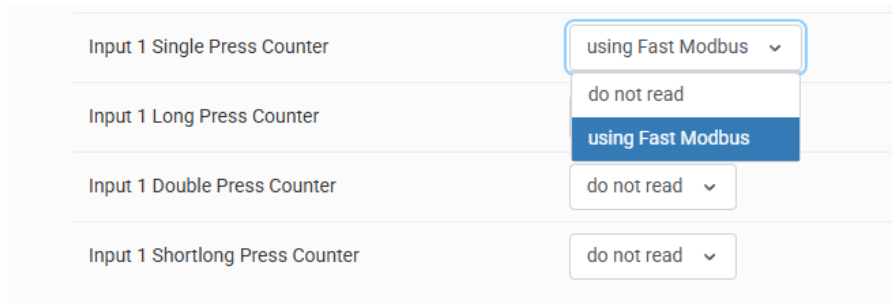 Input 1 Single Press Counter
using Fast Modbus
do not read
Input 1 Long Press Counter
using Fast Modbus
Input 1 Double Press Counter
do not read
Input 1 Shortlong Press Counter
do not read